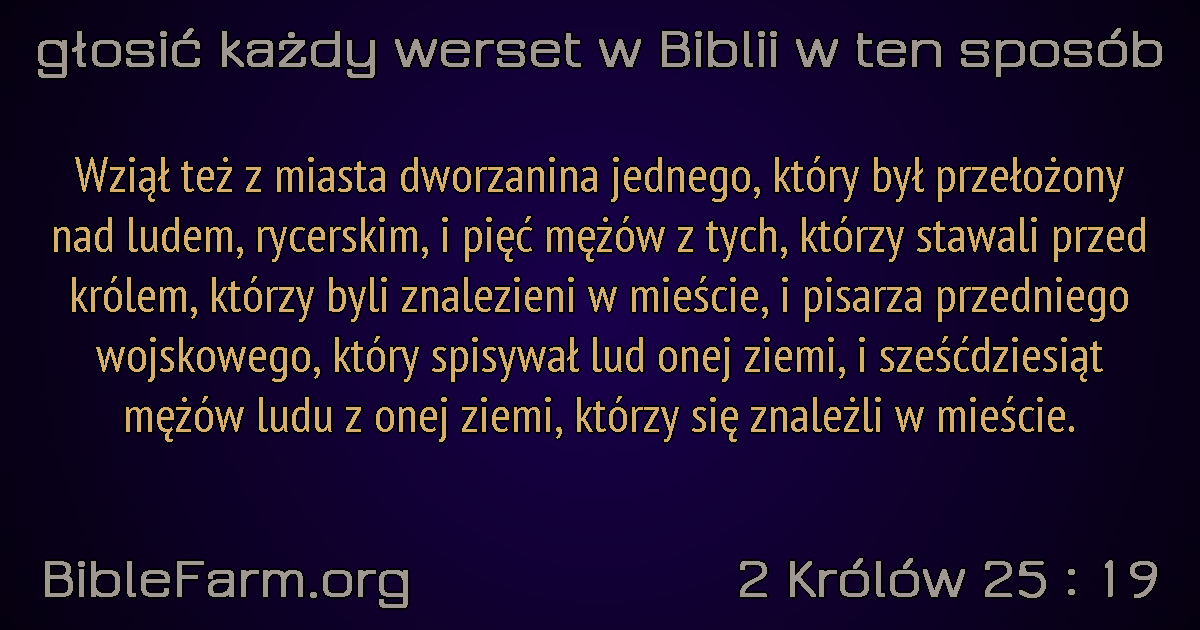 głosić każdy werset w Biblii w ten sposób
Wziął też z miasta dworzanina jednego, który był przełożony
nad ludem, rycerskim, i pięć mężów z tych, którzy stawali przed
królem, którzy byli znalezieni w mieście, i pisarza przedniego
wojskowego, który spisywał lud onej ziemi, i sześćdziesiąt
mężów ludu z onej ziemi, którzy się znależli w mieście.
BibleFarm.org
2 Królów 25 : 19